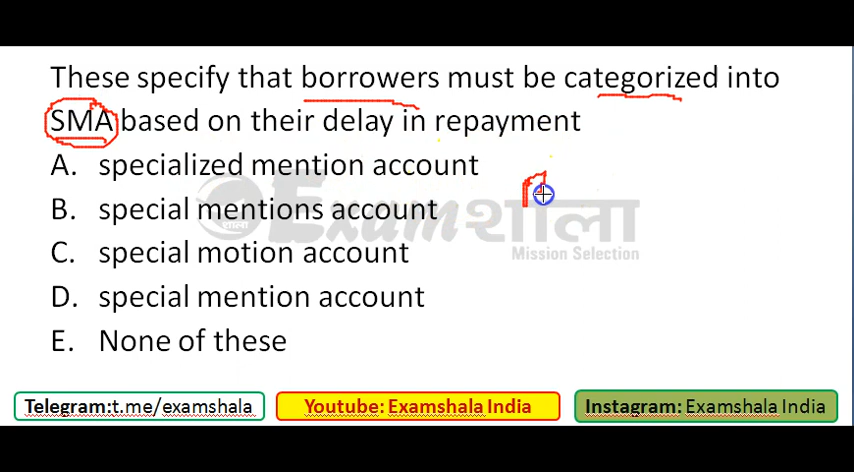 These specify that borrowers must be categorized into
SMA based on their delay in repayment
A. specialized mention account
B. special mentions account
C. special motion account
D. special mention account
E. None of these
Examशाला
शाला
Mission Selection
Telegram:t.me/examshala
Youtube: Examshala India
Instagram: Examshala India